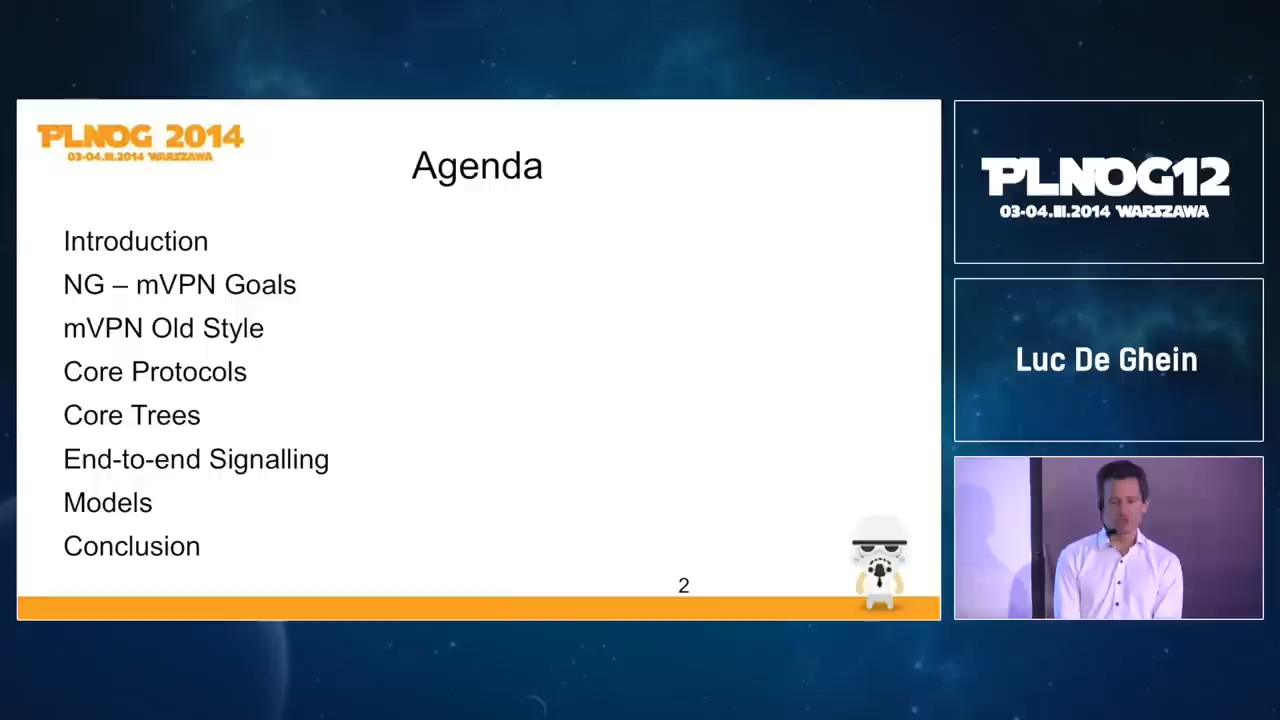 PLNOG 2014
03-04.III.2014 WARSZAWA
Agenda
Introduction
NG – mVPN Goals
mVPN Old Style
Core Protocols
Core Trees
End-to-end Signalling
Models
Conclusion
2
PLNOG12
03-04.III.2014 WARSZAWA
Luc De Ghein